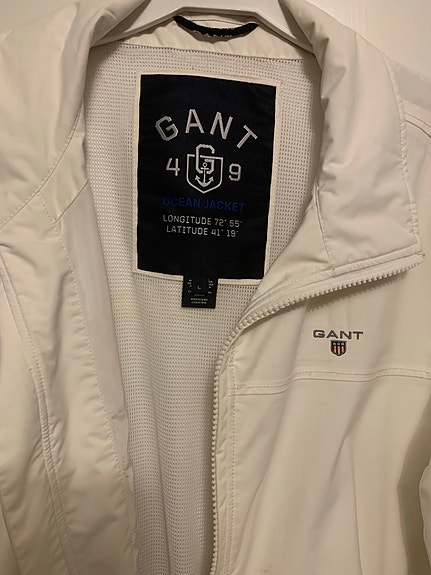 GANT
4 G 9
OCEAN JACKET
LONGITUDE 72° 55'
LATITUDE 41° 19'
L
GANT